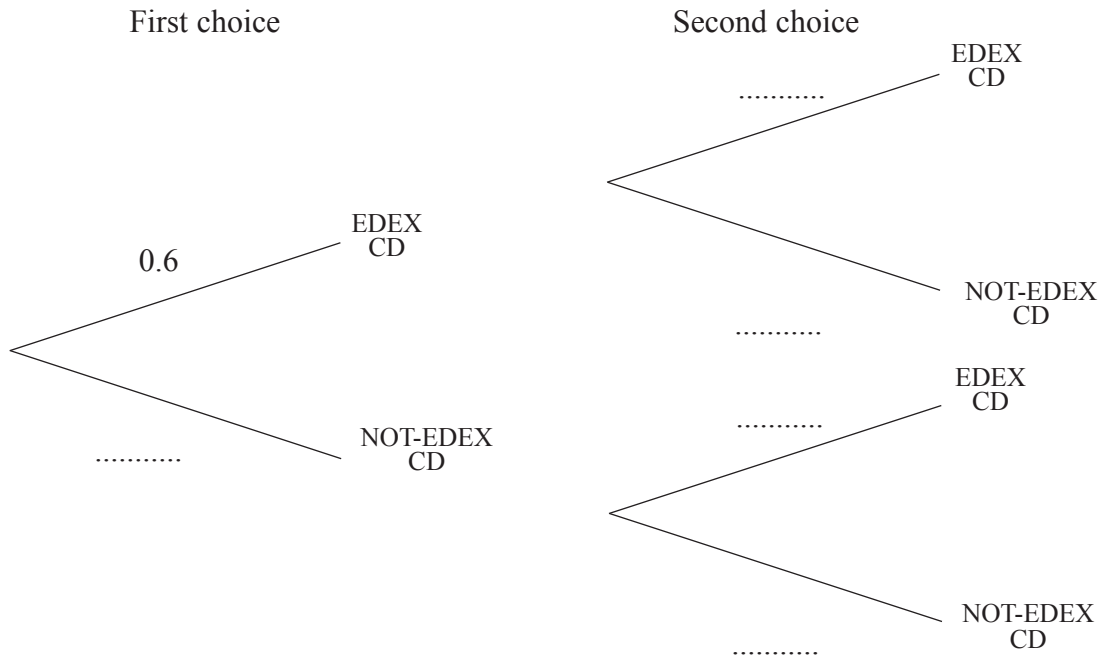 First choice
Second choice
EDEX
CD
...........
EDEX
CD
0.6
NOT-EDEX
CD
...........
EDEX
CD
...........
NOT-EDEX
CD
...........
NOT-EDEX
CD
...........